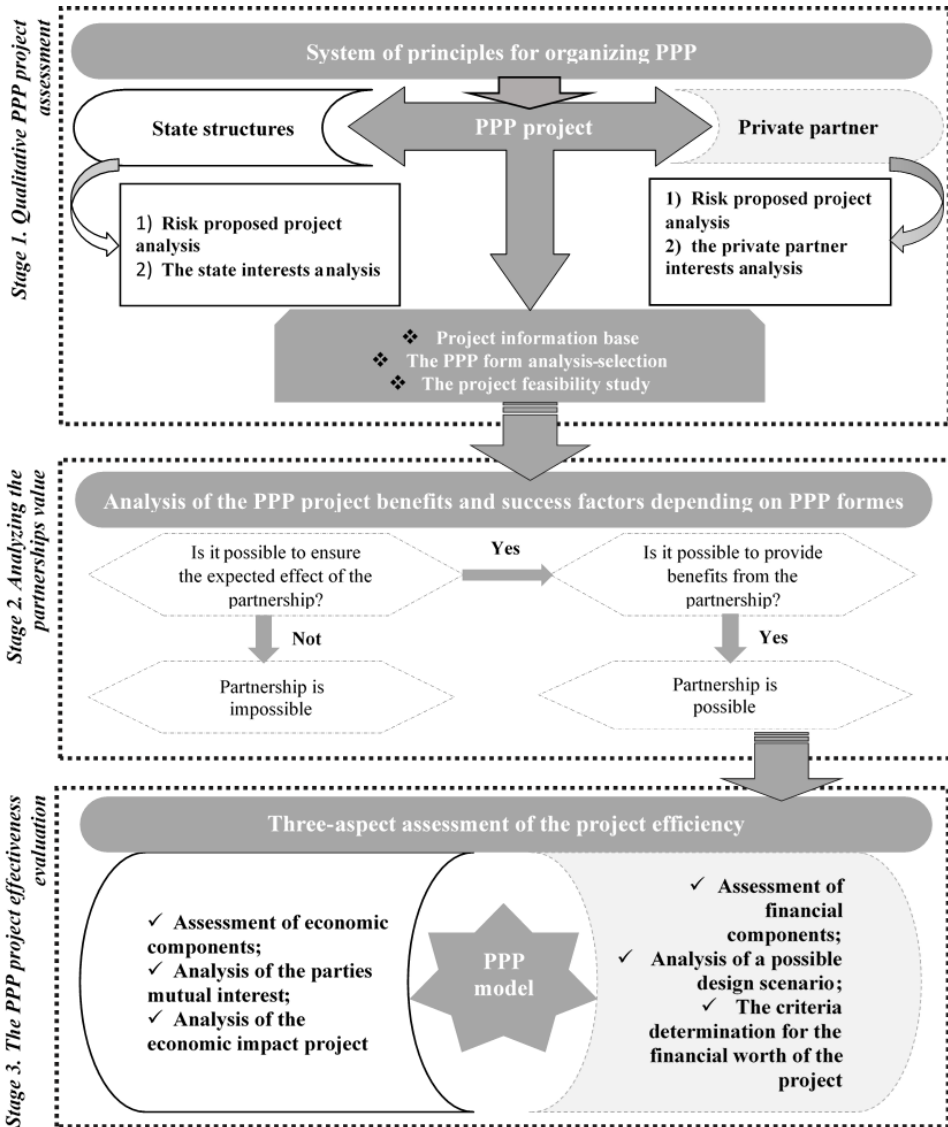 Stage 1. Qualitative PPP project
assessment
System of principles for organizing PPP
State structures
PPP project
Private partner
1) Risk proposed project
analysis
2) The state interests analysis
1) Risk proposed project
analysis
2) the private partner
interests analysis
❖ Project information base
❖ The PPP form analysis-selection
❖ The project feasibility study
Stage 2. Analyzing the
partnerships value
Analysis of the PPP project benefits and success factors depending on PPP formes
Is it possible to ensure
the expected effect of the
partnership?
Yes
Is it possible to provide
benefits from the
partnership?
Not
Yes
Partnership is
impossible
Partnership is
possible
Stage 3. The PPP project effectiveness
evaluation
Three-aspect assessment of the project efficiency
✓ Assessment of economic
components;
✓ Analysis of the parties
mutual interest;
✓ Analysis of the
economic impact project
PPP
model
✓ Assessment of
financial
components;
✓ Analysis of a possible
design scenario;
✓ The criteria
determination for the
financial worth of the
project